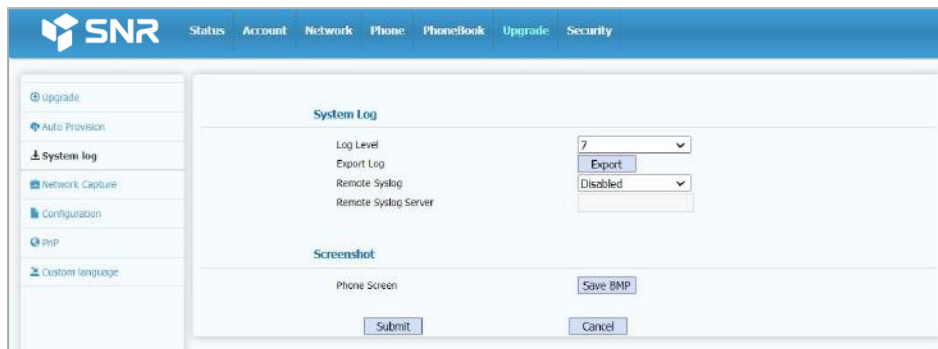 SNR
Status Account Network Phone PhoneBook Upgrade Security
Upgrade
Auto Provision
System log
Network Capture
Configuration
PnP
Custom language
System Log
Log Level 7
Export Log Export
Remote Syslog Disabled
Remote Syslog Server
Screenshot
Phone Screen Save BMP
Submit Cancel